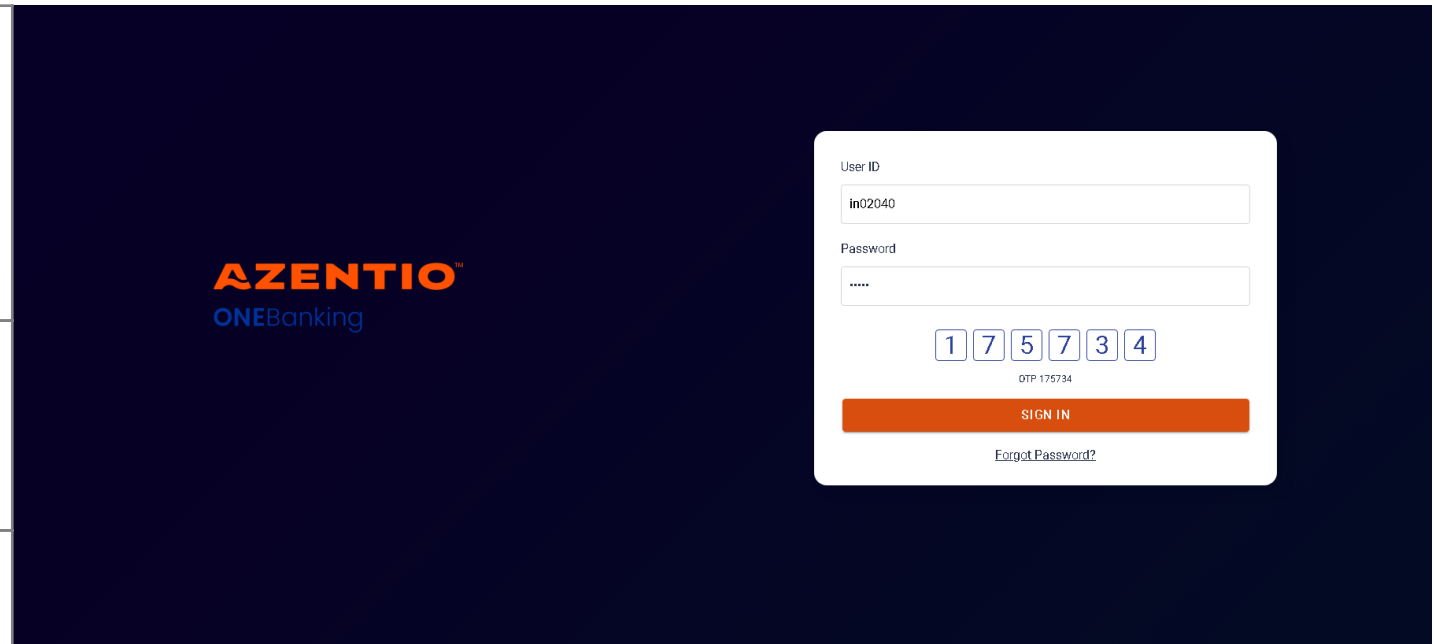 AZENTIO™
ONEBanking
User ID
in02040
Password
•••••
1 7 5 7 3 4
OTP 175734
SIGN IN
Forgot Password?